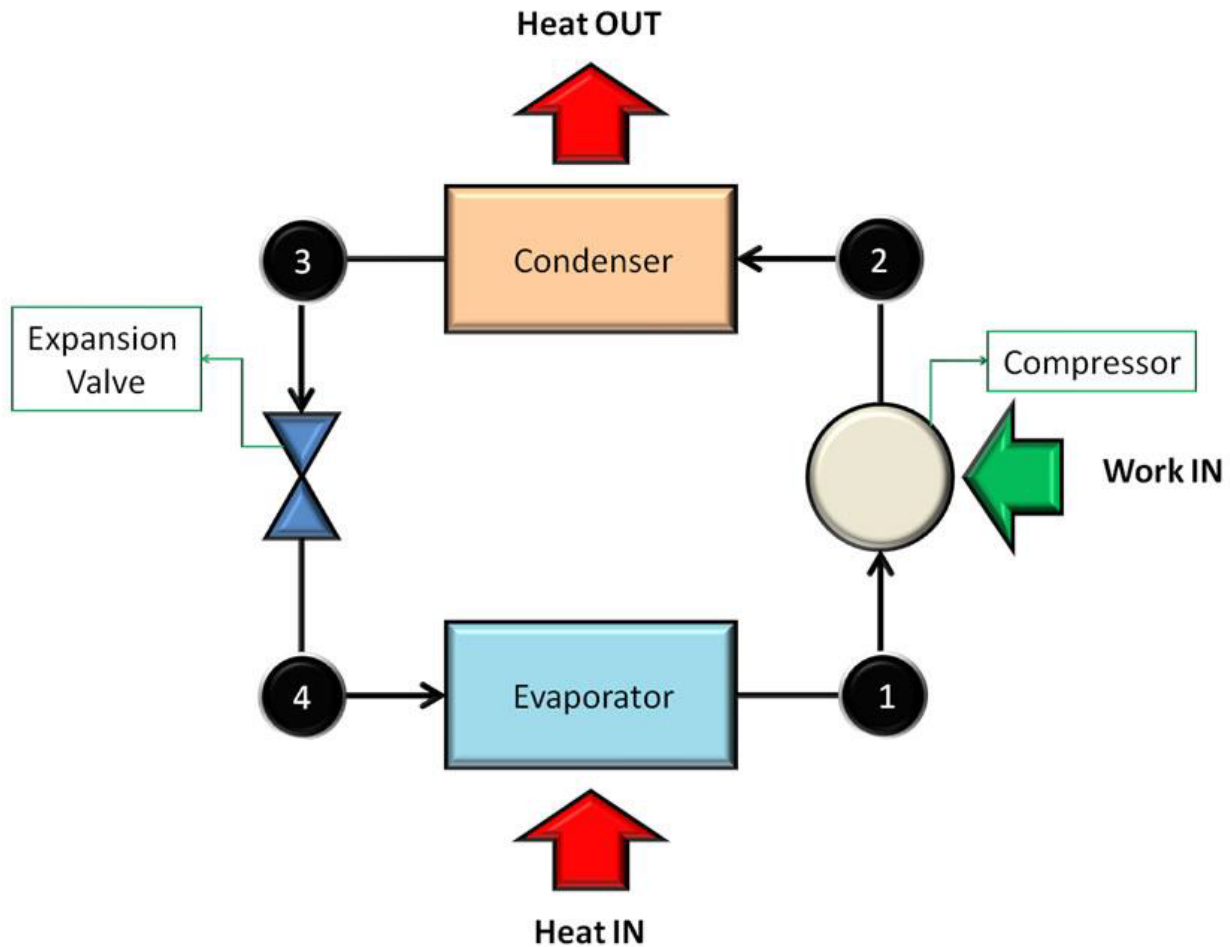 Heat OUT
3
Condenser
2
Expansion
Valve
Compressor
Work IN
4
Evaporator
1
Heat IN